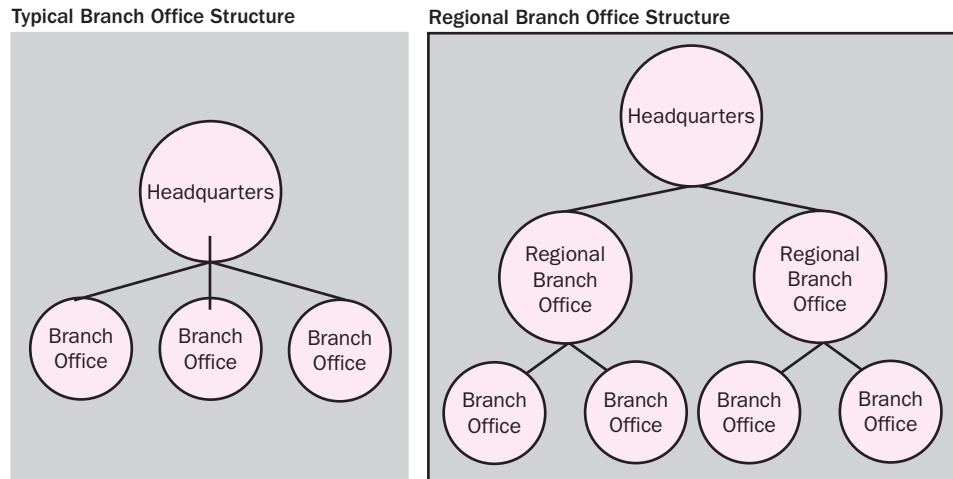 Typical Branch Office Structure
Headquarters
Branch
Office
Branch
Office
Branch
Office
Regional Branch Office Structure
Headquarters
Regional
Branch
Office
Regional
Branch
Office
Branch
Office
Branch
Office
Branch
Office
Branch
Office